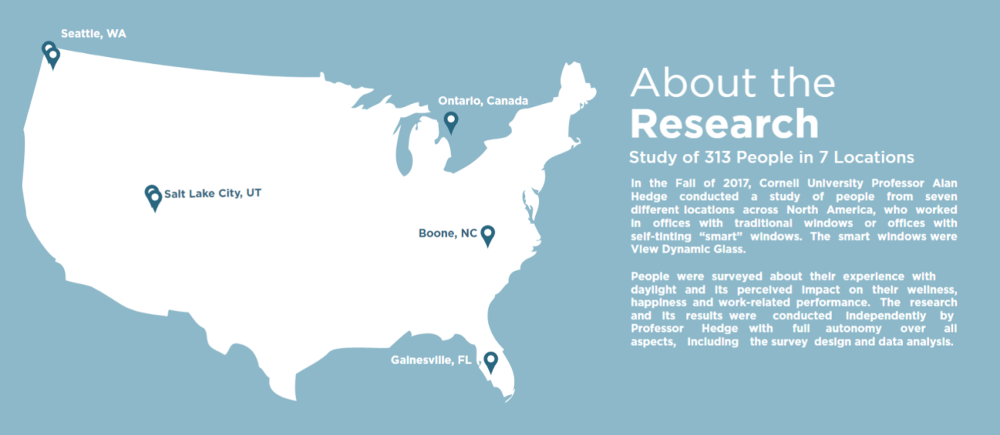 Seattle, WA
Ontario, Canada
Salt Lake City, UT
Boone, NC
Gainesville, FL
About the
Research
Study of 313 People in 7 Locations
In the Fall of 2017, Cornell University Professor Alan
Hedge conducted a study of people from seven
different locations across North America, who worked
in offices with traditional windows or offices with
self-tinting “smart” windows. The smart windows were
View Dynamic Glass.
People were surveyed about their experience with
daylight and its perceived impact on their wellness,
happiness and work-related performance. The research
and its results were conducted independently by
Professor Hedge with full autonomy over all
aspects, including the survey design and data analysis.